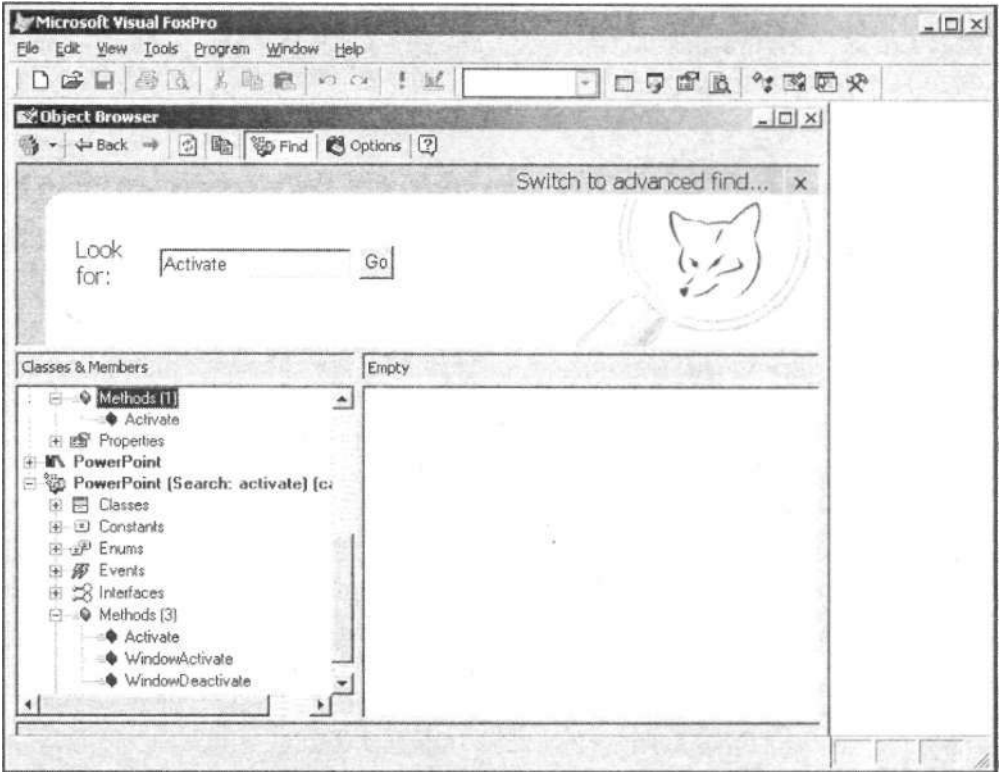 Microsoft Visual FoxPro
File Edit View Tools Program Window Help
Object Browser
Back Find Options
Switch to advanced find... x
Look for:
Activate
Go
Classes & Members
Empty
Methods (1)
Activate
Properties
PowerPoint
PowerPoint (Search: activate) (ca
Classes
Constants
Enums
Events
Interfaces
Methods (3)
Activate
WindowActivate
WindowDeactivate